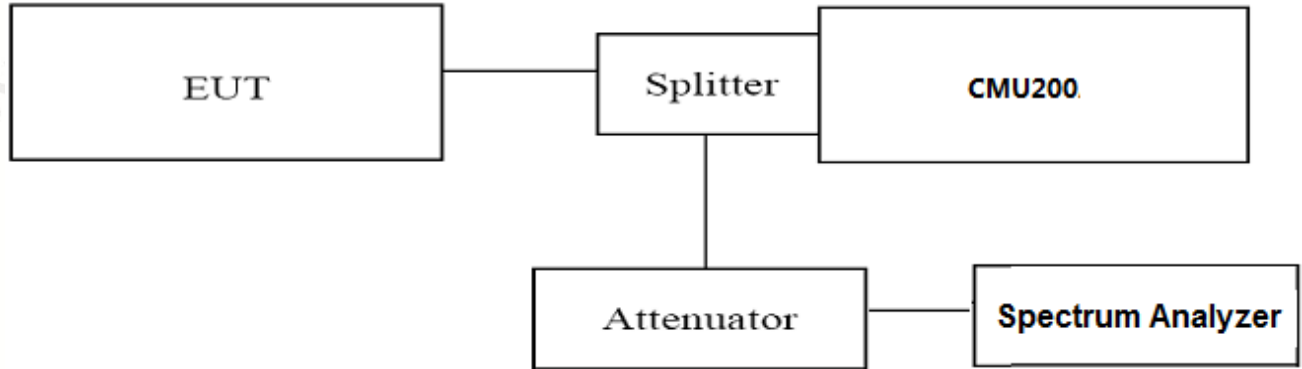 EUT
Splitter
CMU200.
Attenuator
Spectrum Analyzer